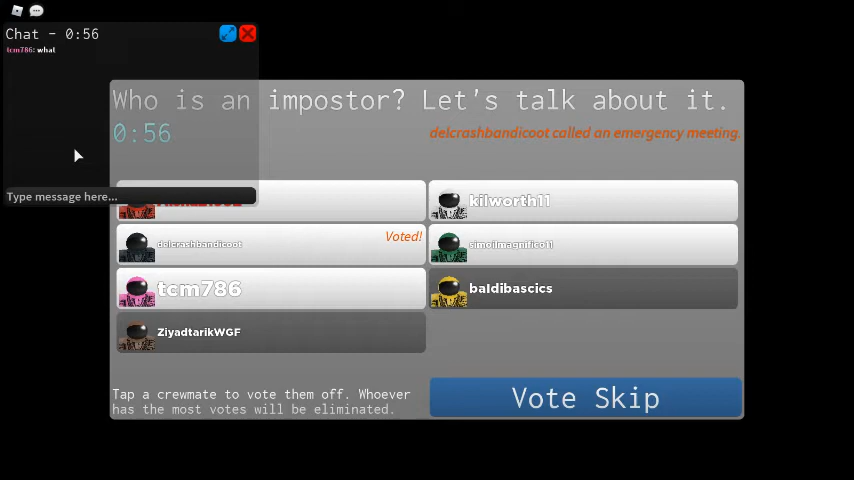 Chat - 0:56
tcm786: what
Type message here...
Who is an impostor? Let's talk about it.
0:56
delcrashbandicoot called an emergency meeting.
kilworth11
delcrashbandicoot
Voted!
simoilmagnifico11
tcm786
baldibascics
ZiyadtarikWGF
Tap a crewmate to vote them off. Whoever
has the most votes will be eliminated.
Vote Skip